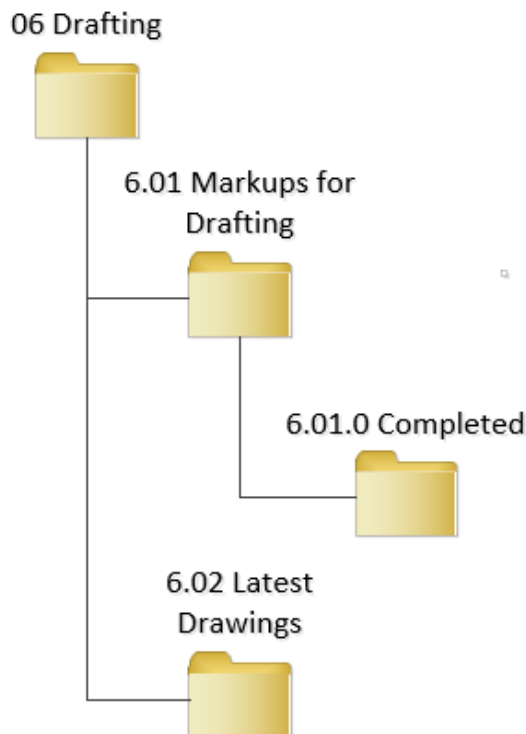 06 Drafting
6.01 Markups for
Drafting
6.01.0 Completed
6.02 Latest
Drawings